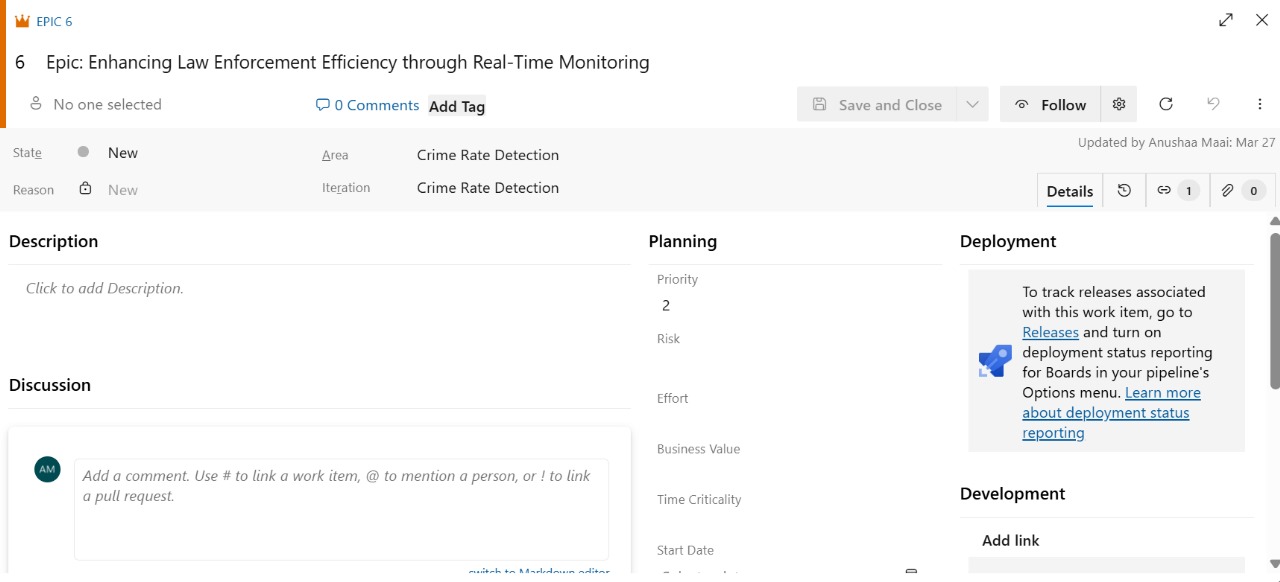 EPIC 6
6 Epic: Enhancing Law Enforcement Efficiency through Real-Time Monitoring
No one selected
0 Comments
Add Tag
Save and Close
Follow
State
New
Area
Crime Rate Detection
Updated by Anushaa Maai: Mar 27
Reason
New
Iteration
Crime Rate Detection
Details
1
0
Description
Click to add Description.
Discussion
AM
Add a comment. Use # to link a work item, @ to mention a person, or ! to link
a pull request.
switch to Markdown editor
Planning
Priority
2
Risk
Effort
Business Value
Time Criticality
Start Date
Deployment
To track releases associated
with this work item, go to
Releases and turn on
deployment status reporting
for Boards in your pipeline's
Options menu. Learn more
about deployment status
reporting
Development
Add link